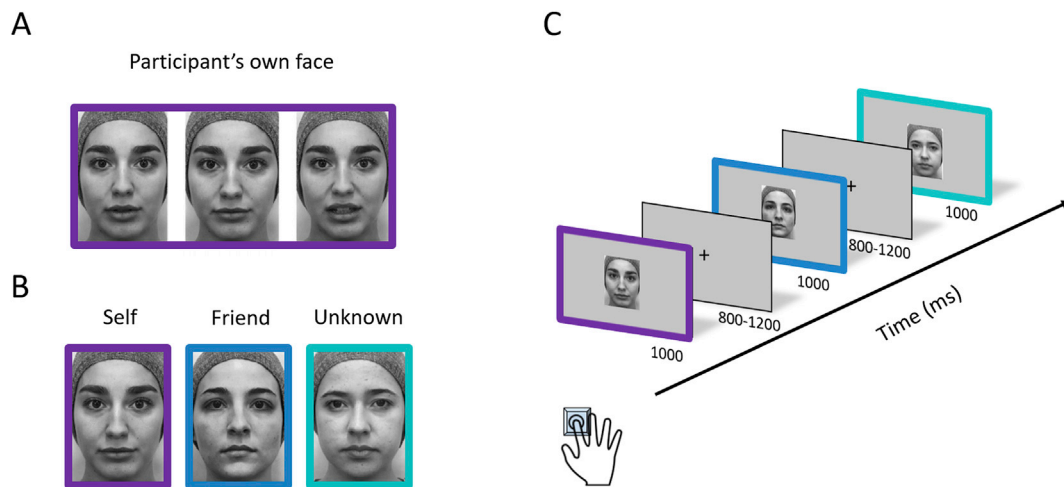 A
Participant's own face
B
Self
Friend
Unknown
C
1000
800-1200
1000
800-1200
1000
Time (ms)
+
+